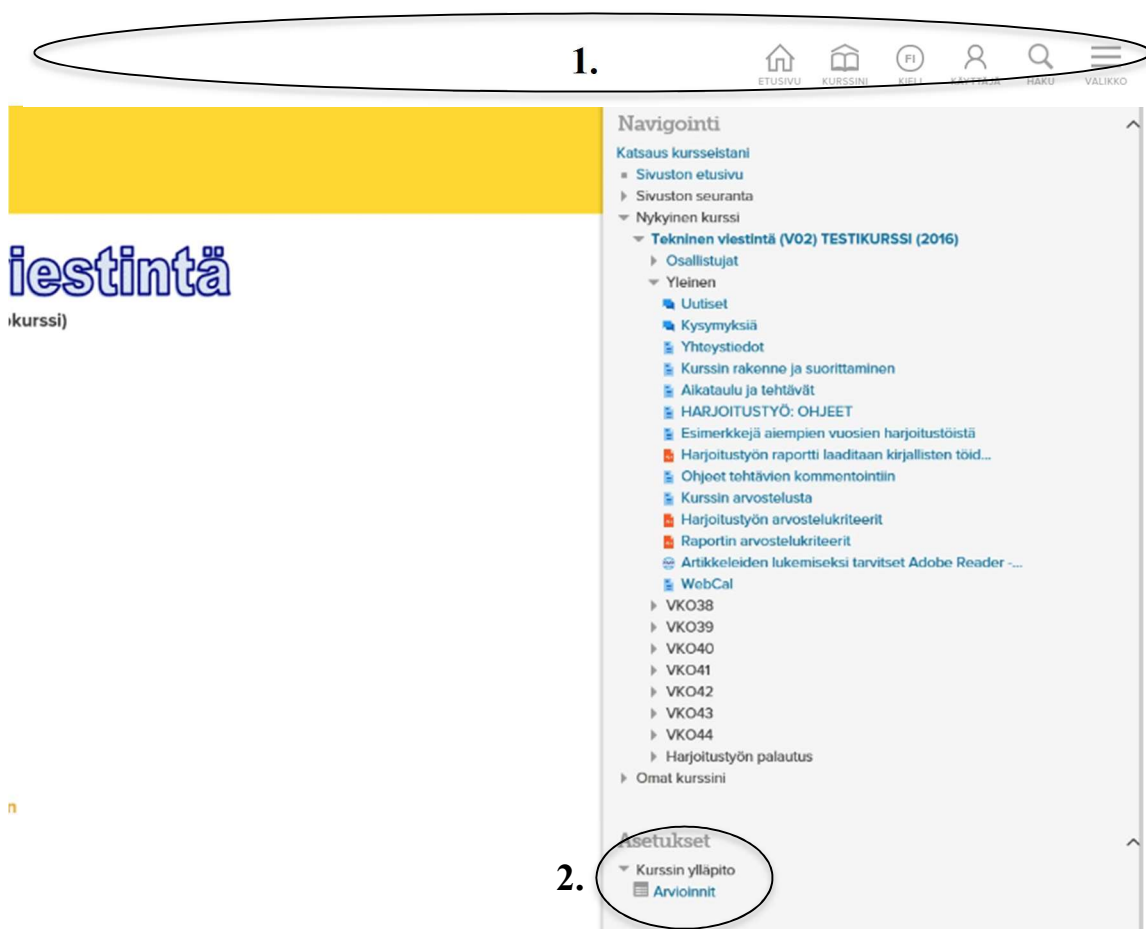 1.
ETUSIVU KURSSINI KIELI KÄYTTÄJÄ HAKU VALIKKO
FI
Navigointi
Katsaus kursseistani
Sivuston etusivu
Sivuston seuranta
Nykyinen kurssi
Tekninen viestintä (V02) TESTIKURSSI (2016)
Osallistujat
Yleinen
Uutiset
Kysymyksiä
Yhteystiedot
Kurssin rakenne ja suorittaminen
Aikataulu ja tehtävät
HARJOITUSTYÖ: OHJEET
Esimerkkejä aiempien vuosien harjoitustöistä
Harjoitustyön raportti laaditaan kirjallisten töid...
Ohjeet tehtävien kommentointiin
Kurssin arvostelusta
Harjoitustyön arvostelukriteerit
Raportin arvostelukriteerit
Artikkeleiden lukemiseksi tarvitset Adobe Reader -...
WebCal
VKO38
VKO39
VKO40
VKO41
VKO42
VKO43
VKO44
Harjoitustyön palautus
Omat kurssini
iestintä
kurssi)
n
Asetukset
2.
Kurssin ylläpito
Arvioinnit